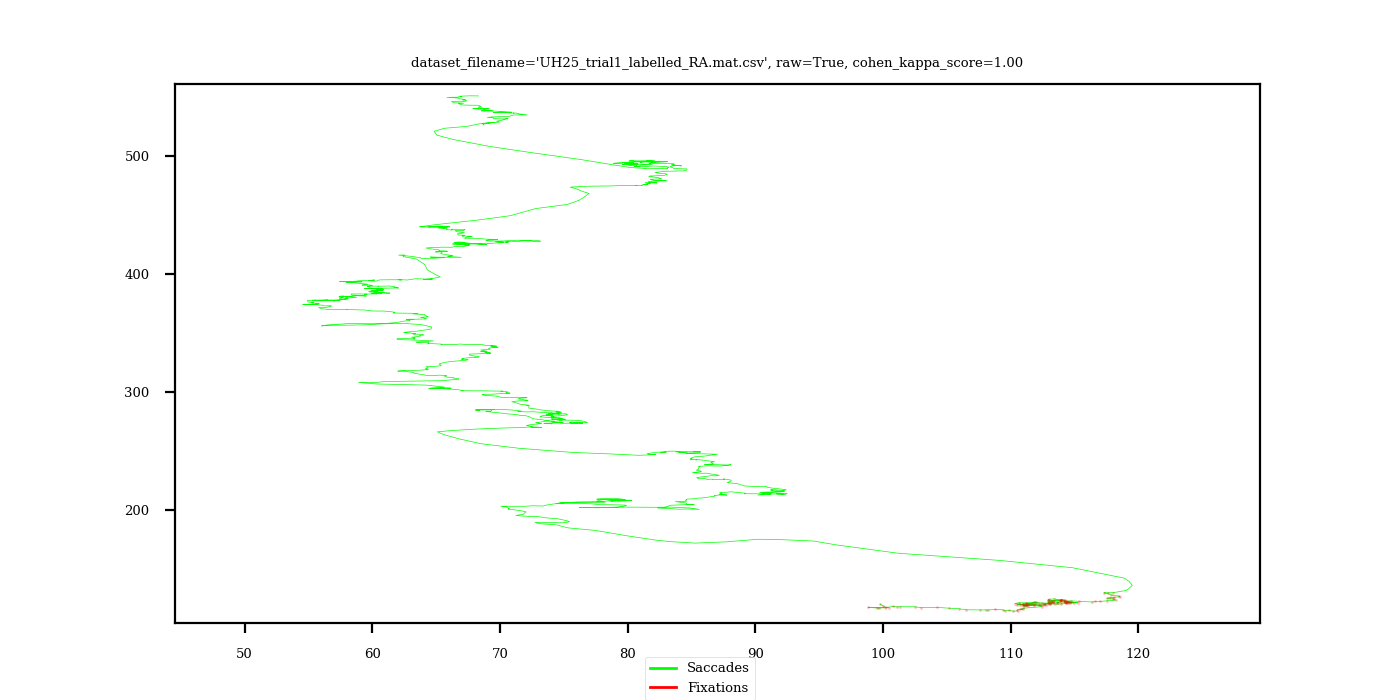 dataset_filename='UH25_trial1_labelled_RA.mat.csv', raw=True, cohen_kappa_score=1.00
500
400
300
200
50 60 70 80 90 100 110 120
Saccades
Fixations